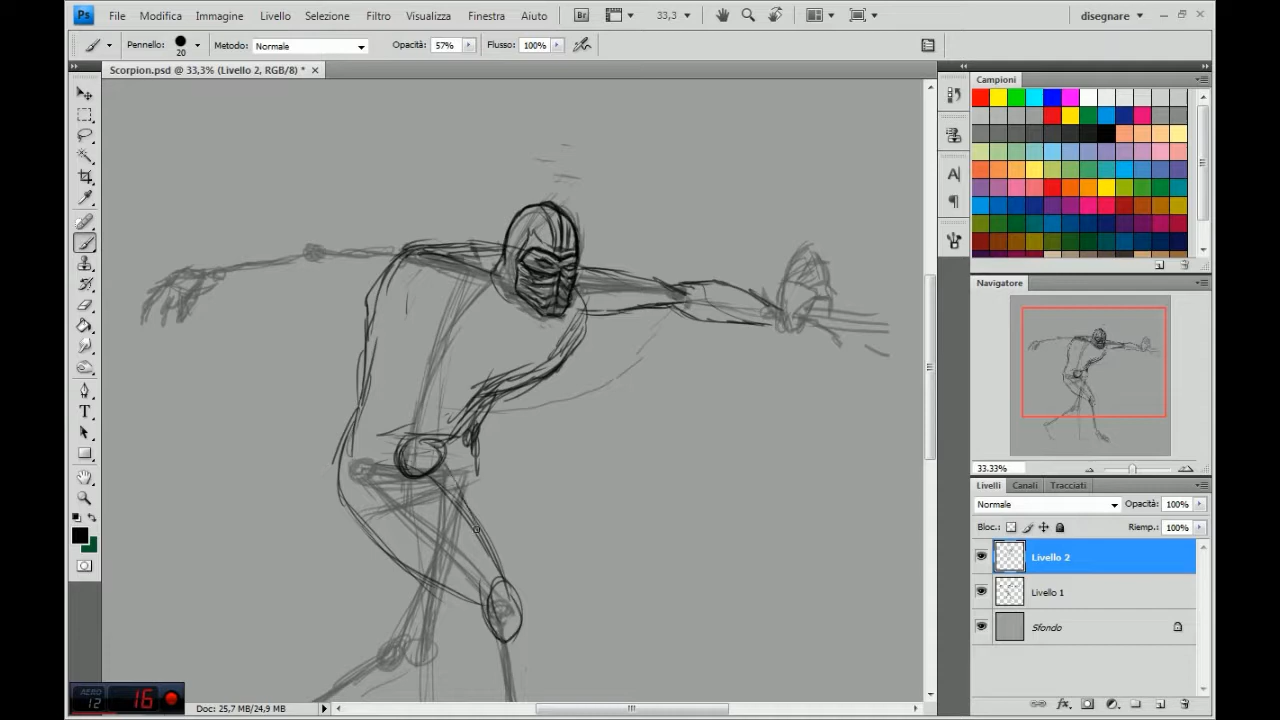 Ps File Modifica Immagine Livello Selezione Filtro Analisi Visualizza Finestra Aiuto Br 33,3 disegnare
Pennello: 20 Metodo: Normale Opacità: 57% Flusso: 100%
Scorpion.psd @ 33,3% (Livello 2, RGB/8) *
Campioni
Navigatore
33.33%
Livelli Canali Tracciati
Normale Opacità: 100%
Bloc.: Riemp.: 100%
Livello 2
Livello 1
Sfondo
AERO 12 16
Doc: 25,7 MB/24,9 MB